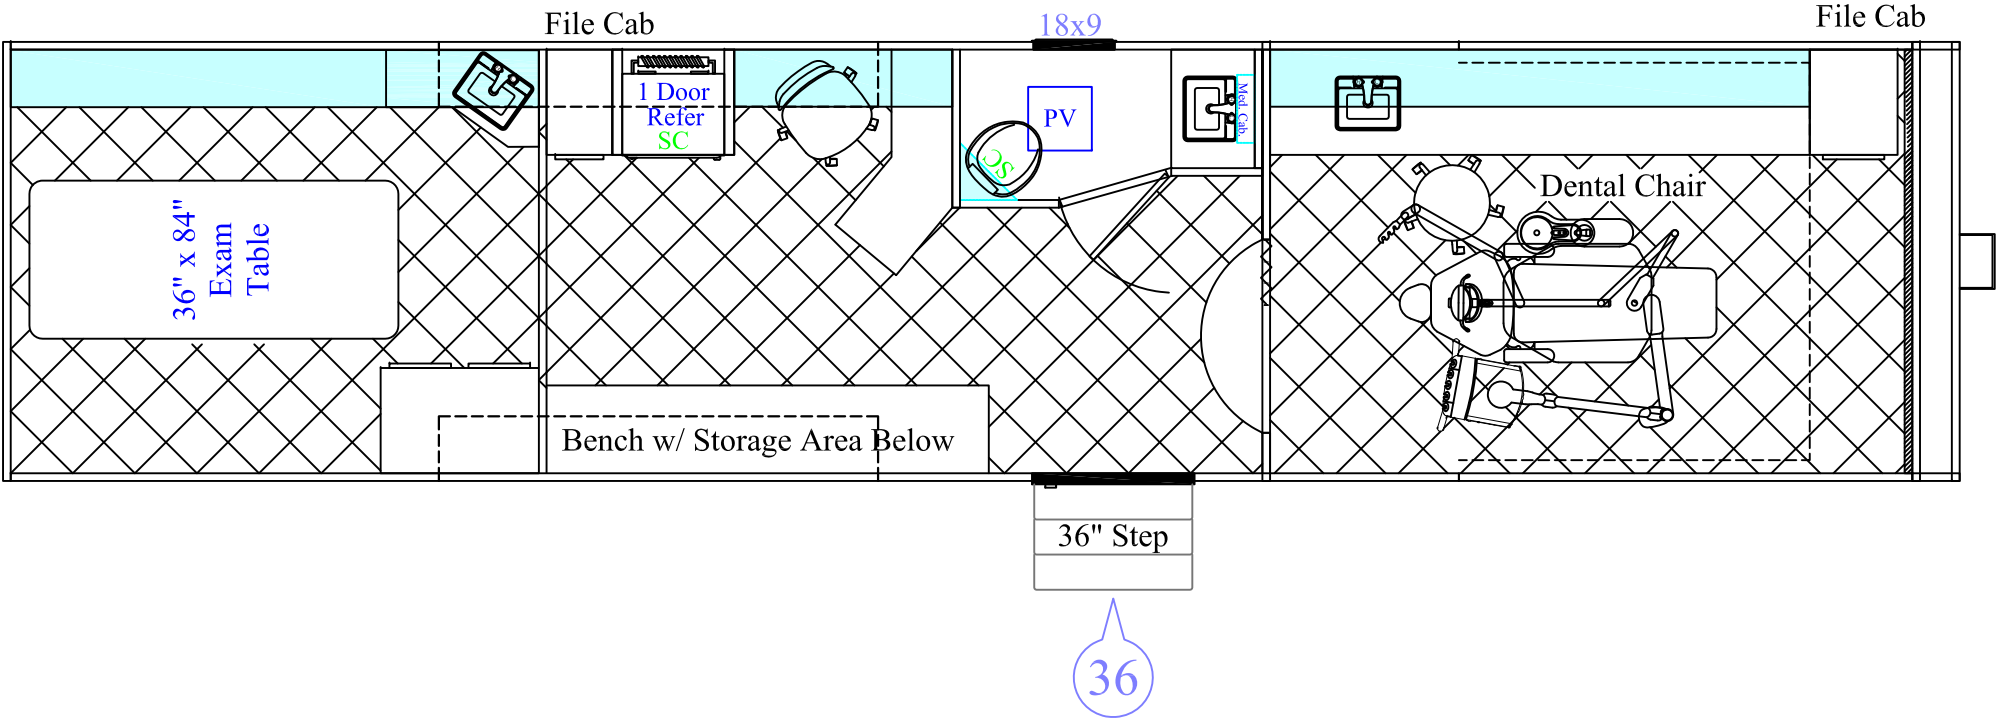 File Cab
18x9
File Cab
1 Door
Refer
SC
PV
Med. Cab.
SC
Dental Chair
36" x 84"
Exam
Table
Bench w/ Storage Area Below
36" Step
36